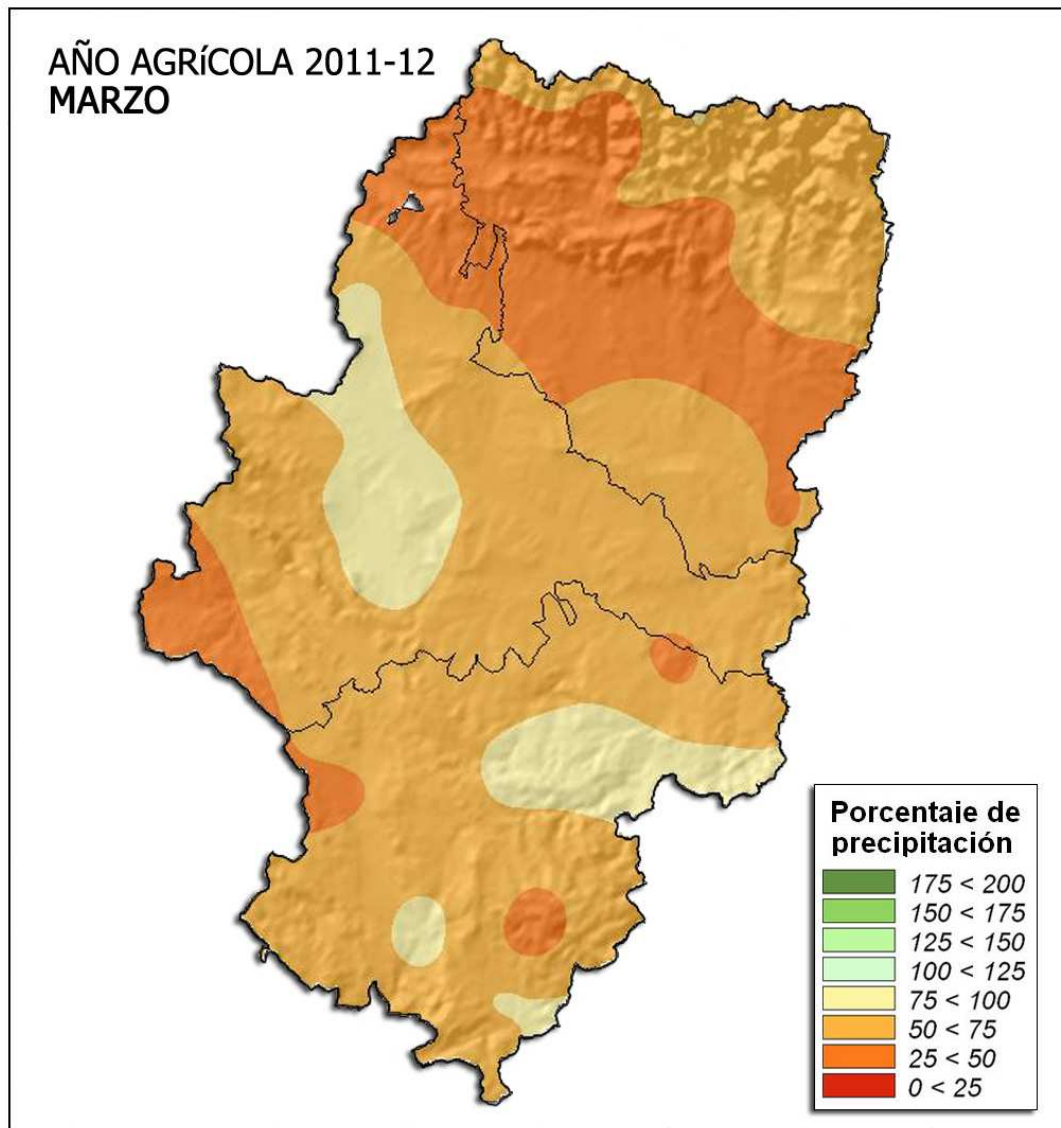 AÑO AGRíCOLA 2011-12
MARZO
Porcentaje de
precipitación
175 < 200
150 < 175
125 < 150
100 < 125
75 < 100
50 < 75
25 < 50
0 < 25